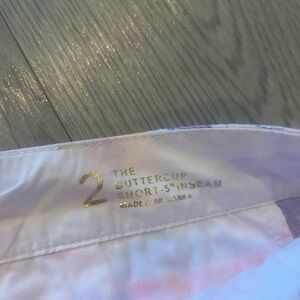 2
THE
BUTTERCUP
SHORT-5" INSEAM
MADE IN SRI LANKA